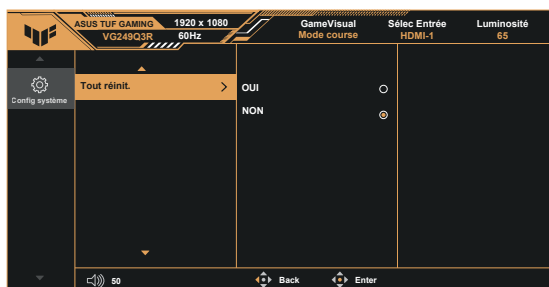 ASUS TUF GAMING 1920 x 1080 GameVisual Sélec Entrée Luminosité
VG249Q3R 60Hz Mode course HDMI-1 65
Config système
Tout réinit.
OUI
NON
50 Back Enter